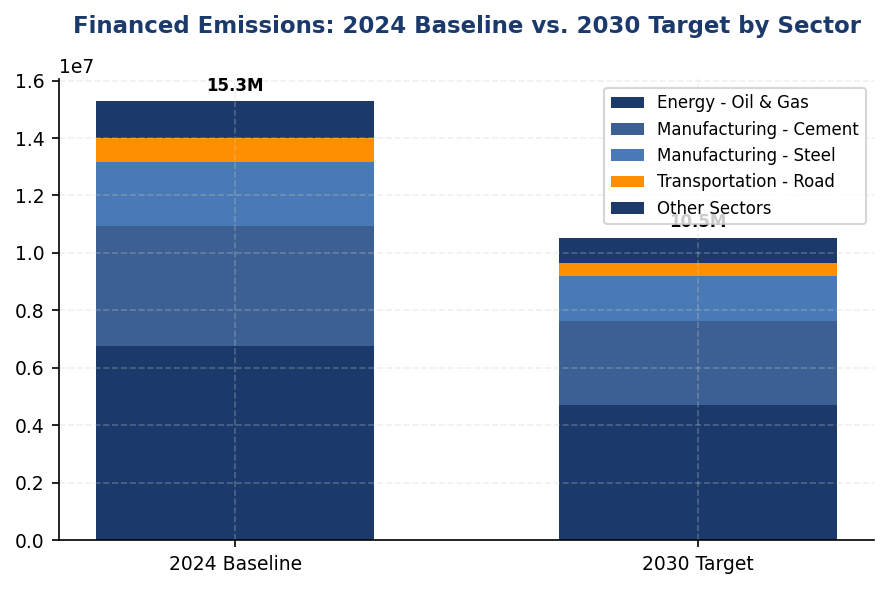 Financed Emissions: 2024 Baseline vs. 2030 Target by Sector
1e7
1.6
1.4
1.2
1.0
0.8
0.6
0.4
0.2
0.0
15.3M
10.5M
Energy - Oil & Gas
Manufacturing - Cement
Manufacturing - Steel
Transportation - Road
Other Sectors
2024 Baseline
2030 Target